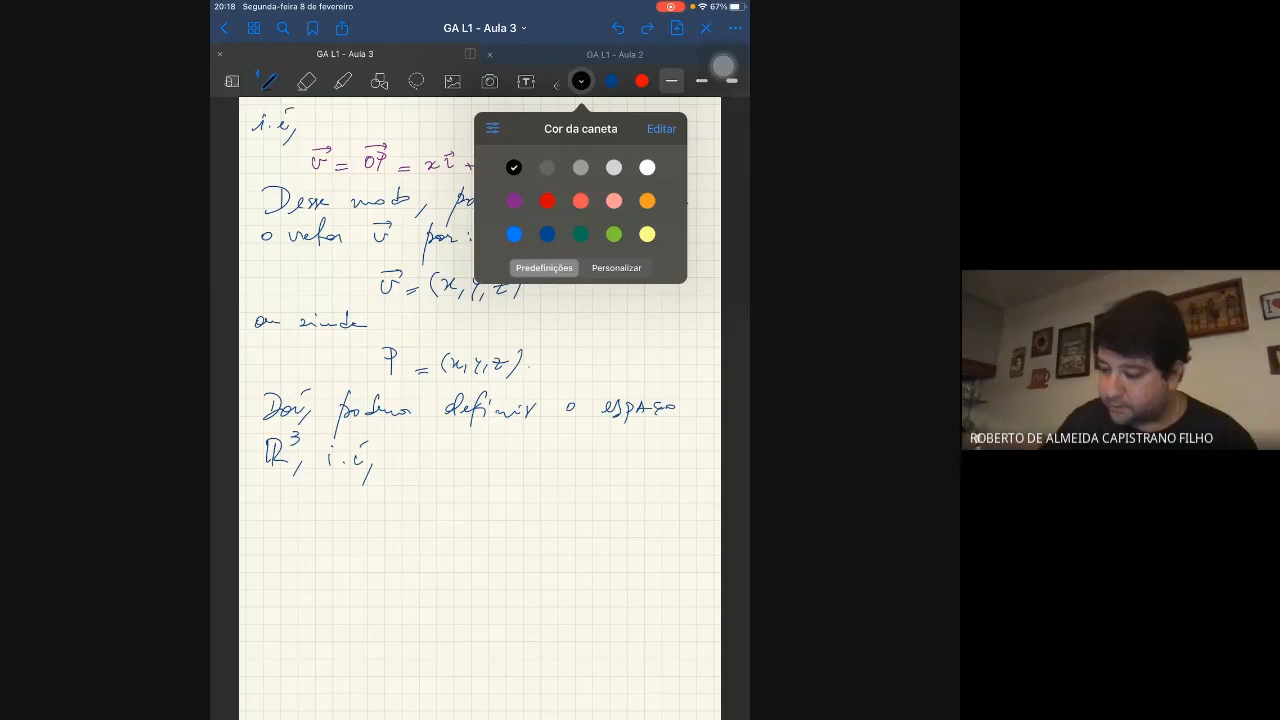 20:18 Segunda-feira 8 de fevereiro
67%
GA L1 - Aula 3
GA L1 - Aula 3
GA L1 - Aula 2
T
Cor da caneta
Editar
Predefinições
Personalizar
i.é,
v⃗ = OP⃗ = x i⃗ +
Desse modo,
o vetor v⃗ por:
v⃗ = (x, y, z)
ou ainda
P = (x, y, z).
Daí, podemos definir o espaço
ℝ³, i.é,
ROBERTO DE ALMEIDA CAPISTRANO FILHO